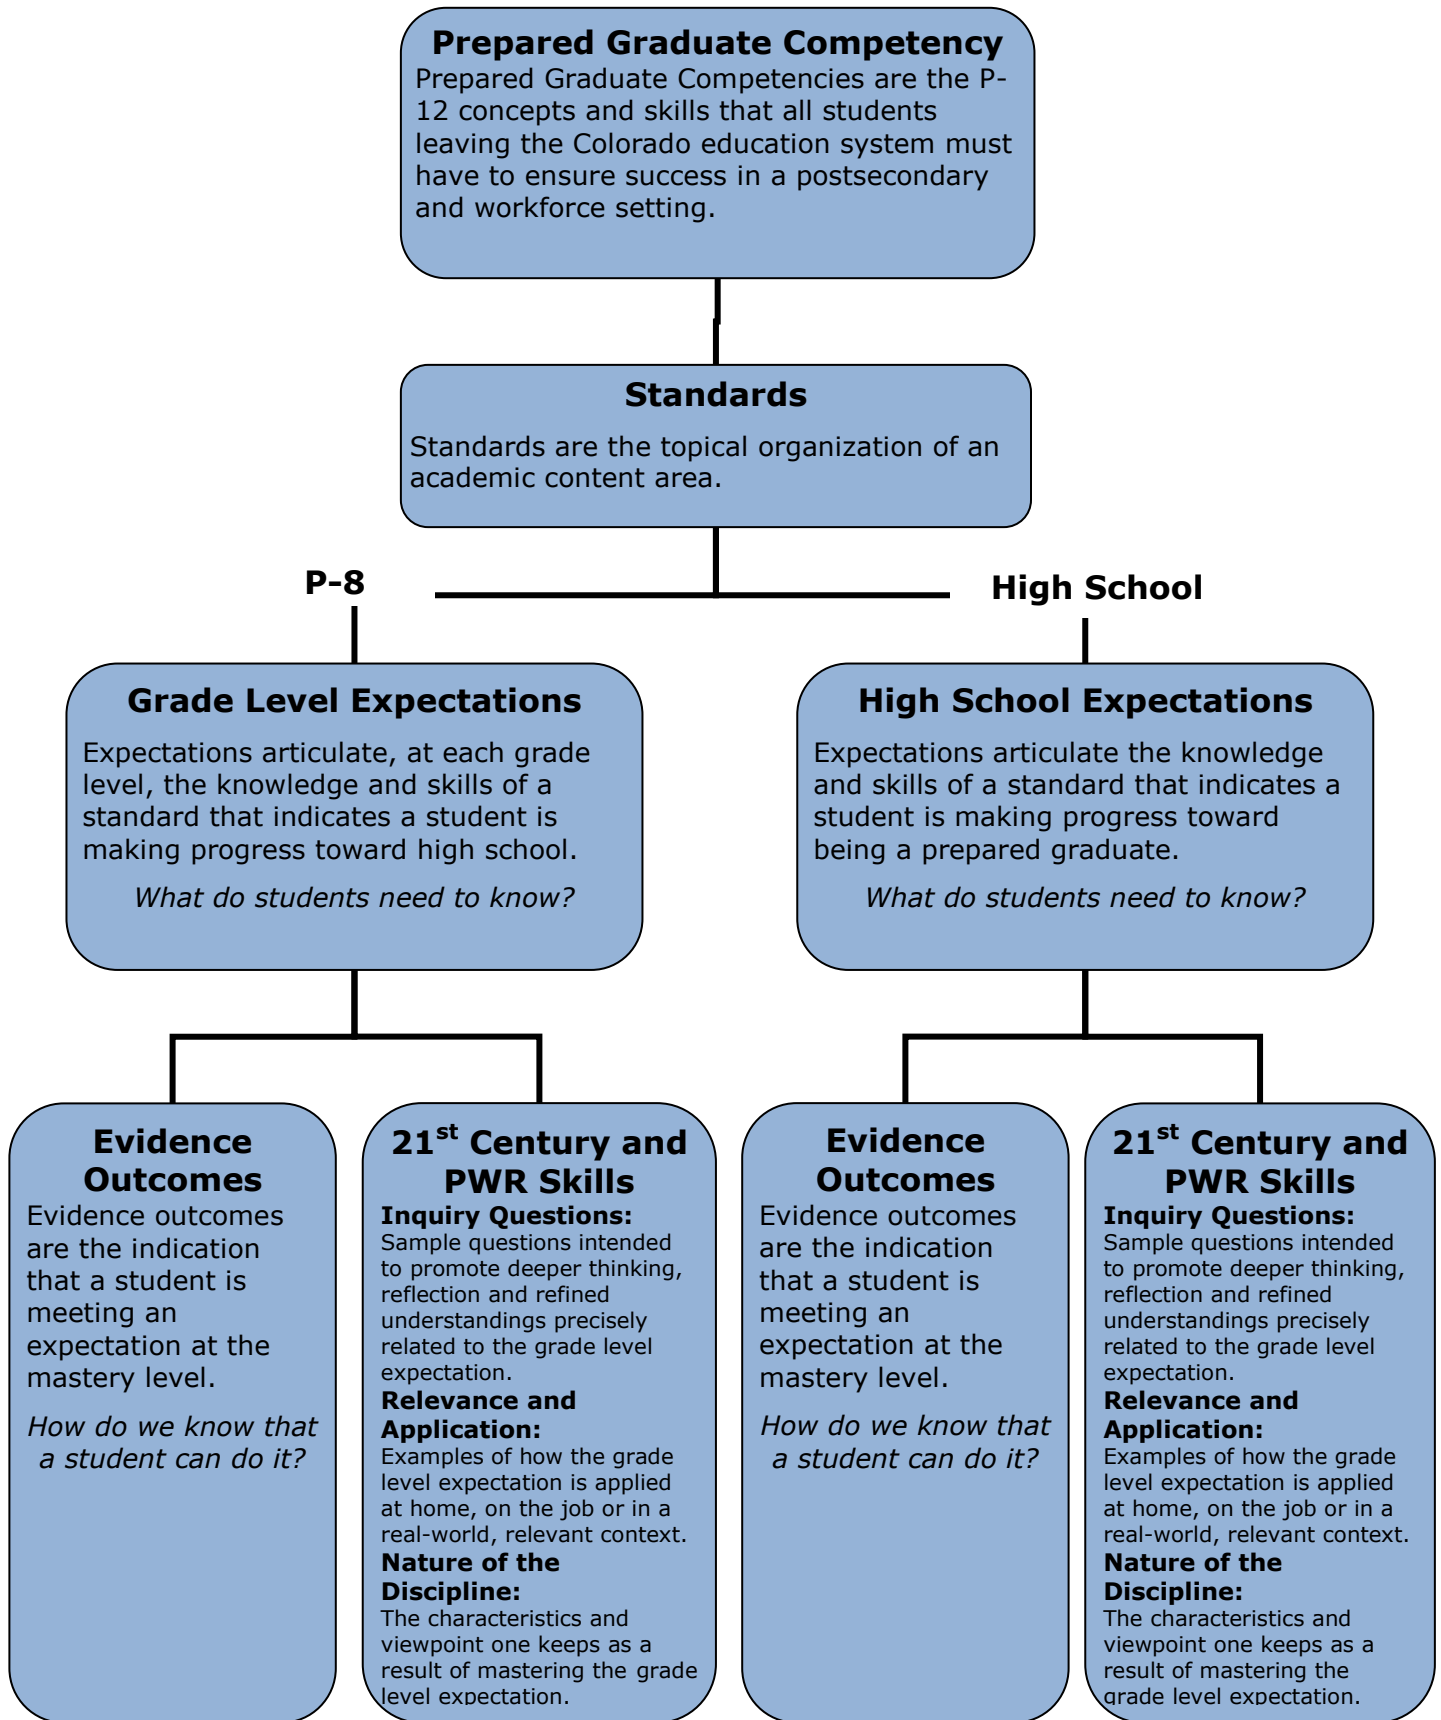 Prepared Graduate Competency
Prepared Graduate Competencies are the P-
12 concepts and skills that all students
leaving the Colorado education system must
have to ensure success in a postsecondary
and workforce setting.
Standards
Standards are the topical organization of an
academic content area.
P-8
High School
Grade Level Expectations
Expectations articulate, at each grade
level, the knowledge and skills of a
standard that indicates a student is
making progress toward high school.
What do students need to know?
High School Expectations
Expectations articulate the knowledge
and skills of a standard that indicates a
student is making progress toward
being a prepared graduate.
What do students need to know?
Evidence
Outcomes
Evidence outcomes
are the indication
that a student is
meeting an
expectation at the
mastery level.
How do we know that
a student can do it?
21st Century and
PWR Skills
Inquiry Questions:
Sample questions intended
to promote deeper thinking,
reflection and refined
understandings precisely
related to the grade level
expectation.
Relevance and
Application:
Examples of how the grade
level expectation is applied
at home, on the job or in a
real-world, relevant context.
Nature of the
Discipline:
The characteristics and
viewpoint one keeps as a
result of mastering the grade
level expectation.
Evidence
Outcomes
Evidence outcomes
are the indication
that a student is
meeting an
expectation at the
mastery level.
How do we know that
a student can do it?
21st Century and
PWR Skills
Inquiry Questions:
Sample questions intended
to promote deeper thinking,
reflection and refined
understandings precisely
related to the grade level
expectation.
Relevance and
Application:
Examples of how the grade
level expectation is applied
at home, on the job or in a
real-world, relevant context.
Nature of the
Discipline:
The characteristics and
viewpoint one keeps as a
result of mastering the
grade level expectation.